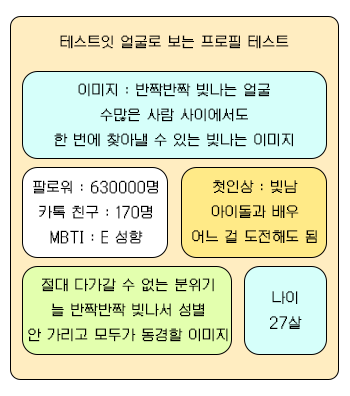 테스트잇 얼굴로 보는 프로필 테스트
이미지 : 반짝반짝 빛나는 얼굴
수많은 사람 사이에서도
한 번에 찾아낼 수 있는 빛나는 이미지
팔로워 : 630000명
카톡 친구 : 170명
MBTI : E 성향
첫인상 : 빛남
아이돌과 배우
어느 걸 도전해도 됨
절대 다가갈 수 없는 분위기
늘 반짝반짝 빛나서 성별
안 가리고 모두가 동경할 이미지
나이
27살